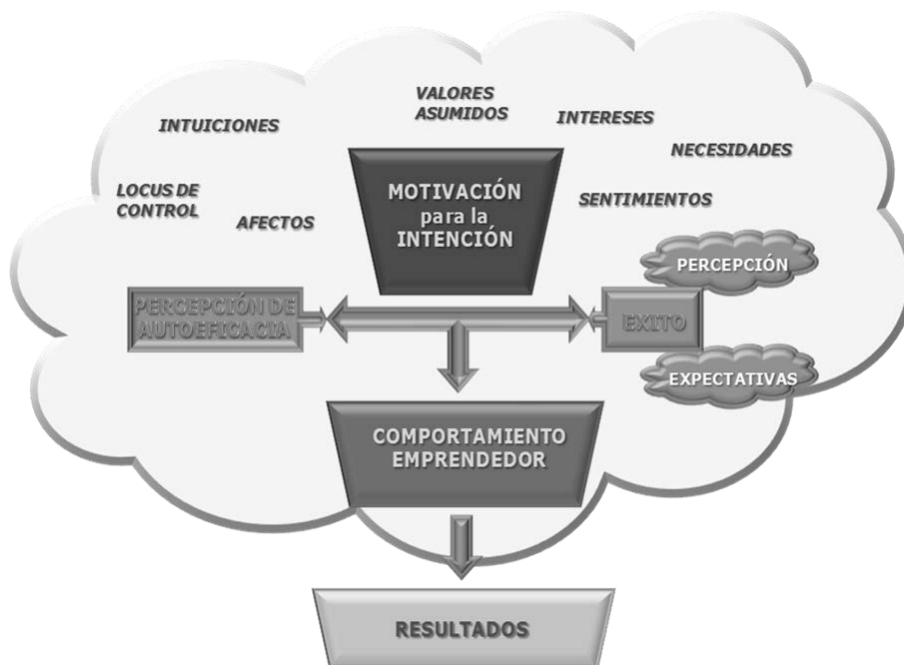 VALORES
ASUMIDOS
INTUICIONES
INTERESES
NECESIDADES
LOCUS DE
CONTROL
AFECTOS
MOTIVACIÓN
para la
INTENCIÓN
SENTIMIENTOS
PERCEPCIÓN
PERCEPCIÓN DE
AUTOEFICACIA
EXITO
EXPECTATIVAS
COMPORTAMIENTO
EMPRENDEDOR
RESULTADOS